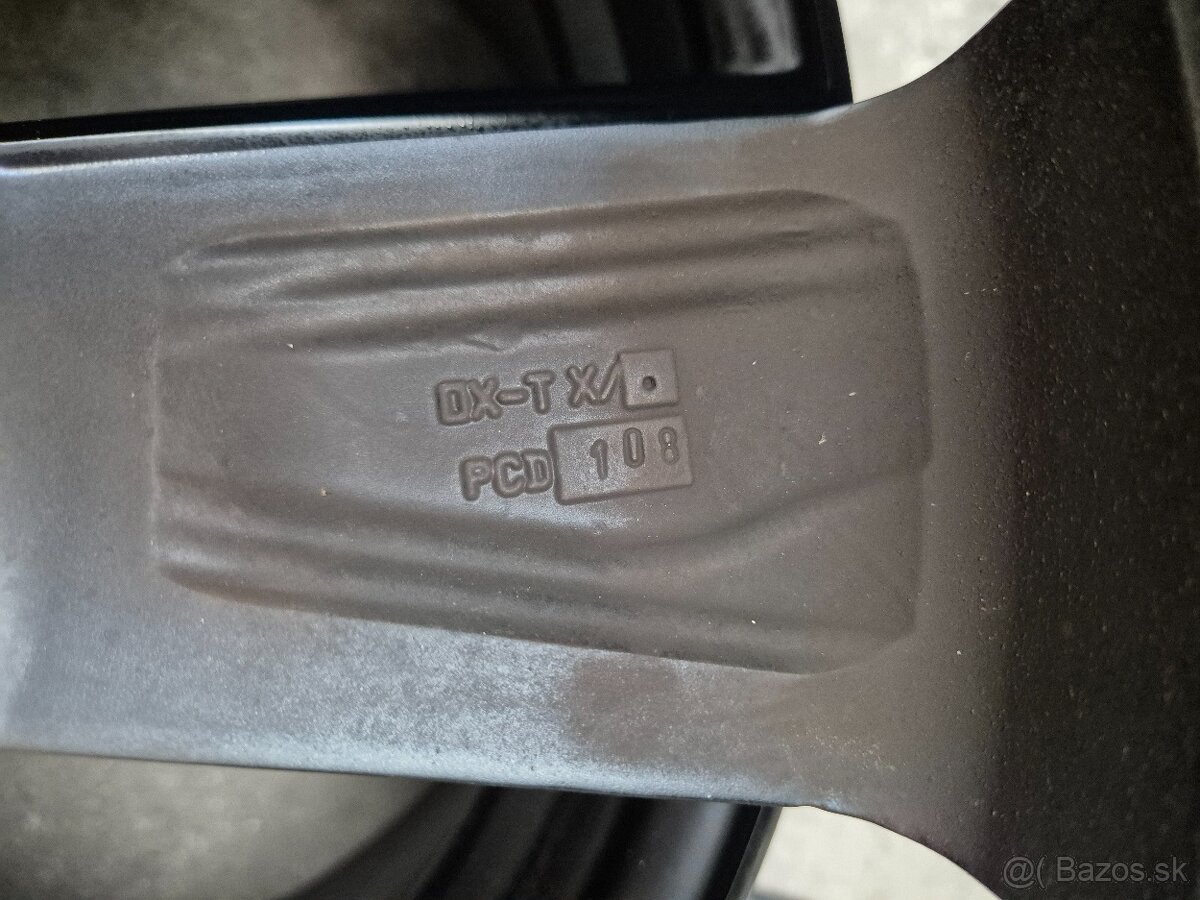 DX-T X/•
PCD 108
@( Bazos.sk